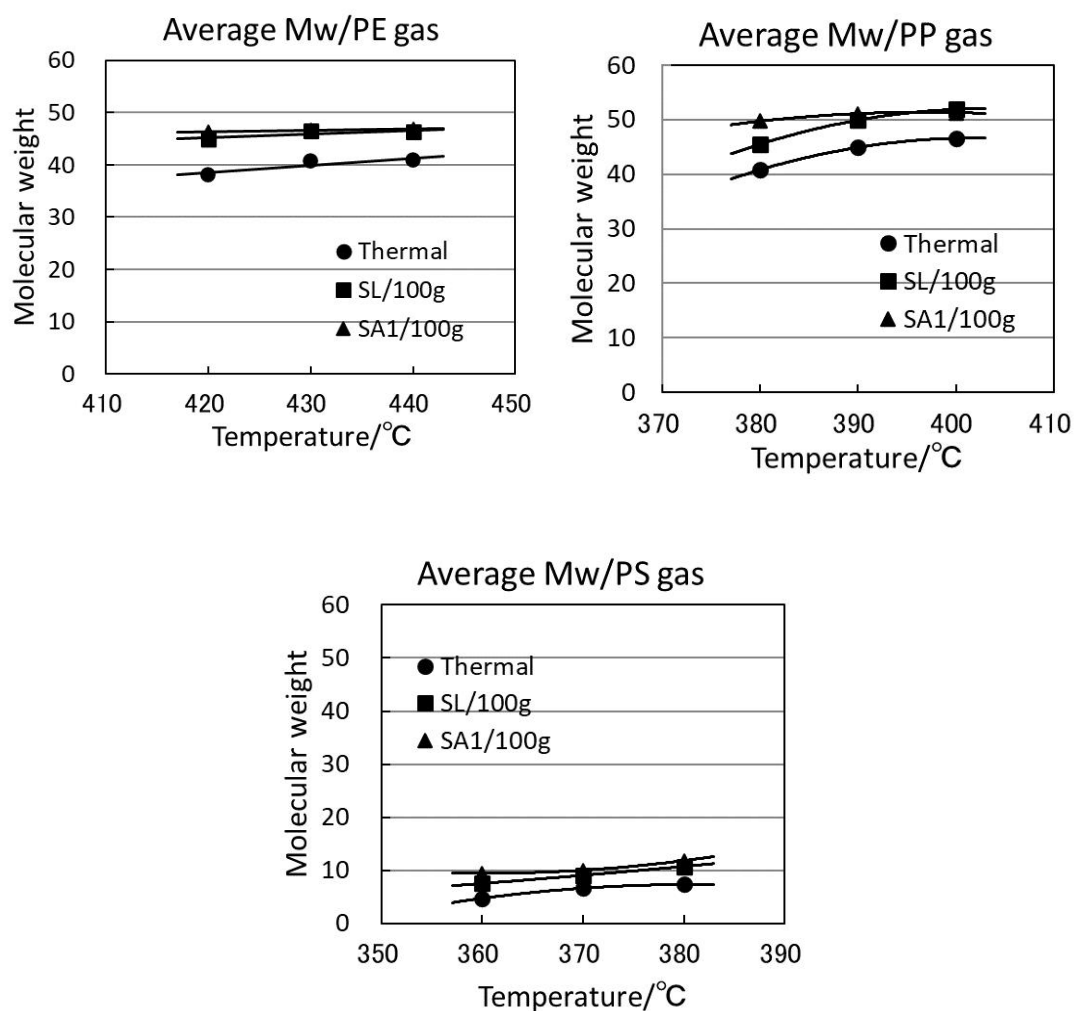 Average Mw/PE gas
60
50
40
30
20
10
0
Molecular weight
Thermal
SL/100g
SA1/100g
410 420 430 440 450
Temperature/℃
Average Mw/PP gas
60
50
40
30
20
10
0
Molecular weight
Thermal
SL/100g
SA1/100g
370 380 390 400 410
Temperature/℃
Average Mw/PS gas
60
50
40
30
20
10
0
Molecular weight
Thermal
SL/100g
SA1/100g
350 360 370 380 390
Temperature/℃